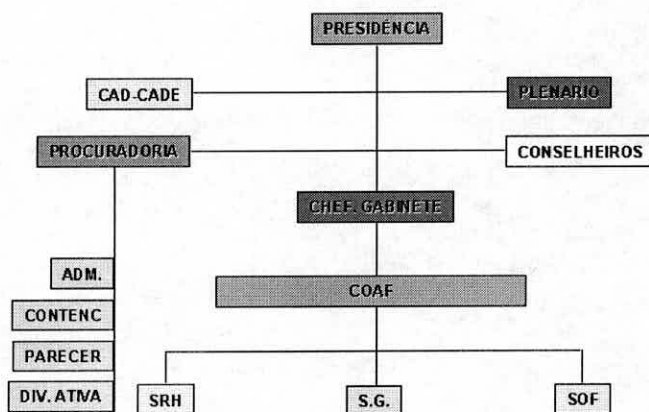 PRESIDÊNCIA
CAD-CADE
PLENARIO
PROCURADORIA
CONSELHEIROS
CHEF. GABINETE
ADM.
COAF
CONTENC
PARECER
DIV. ATIVA
SRH
S.G.
SOF